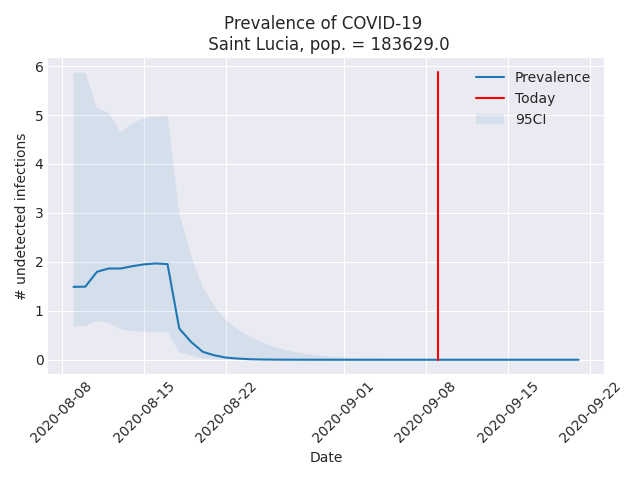 Prevalence of COVID-19
Saint Lucia, pop. = 183629.0
6
5
4
3
2
1
0
# undetected infections
Prevalence
Today
95CI
2020-08-08
2020-08-15
2020-08-22
2020-09-01
2020-09-08
2020-09-15
2020-09-22
Date